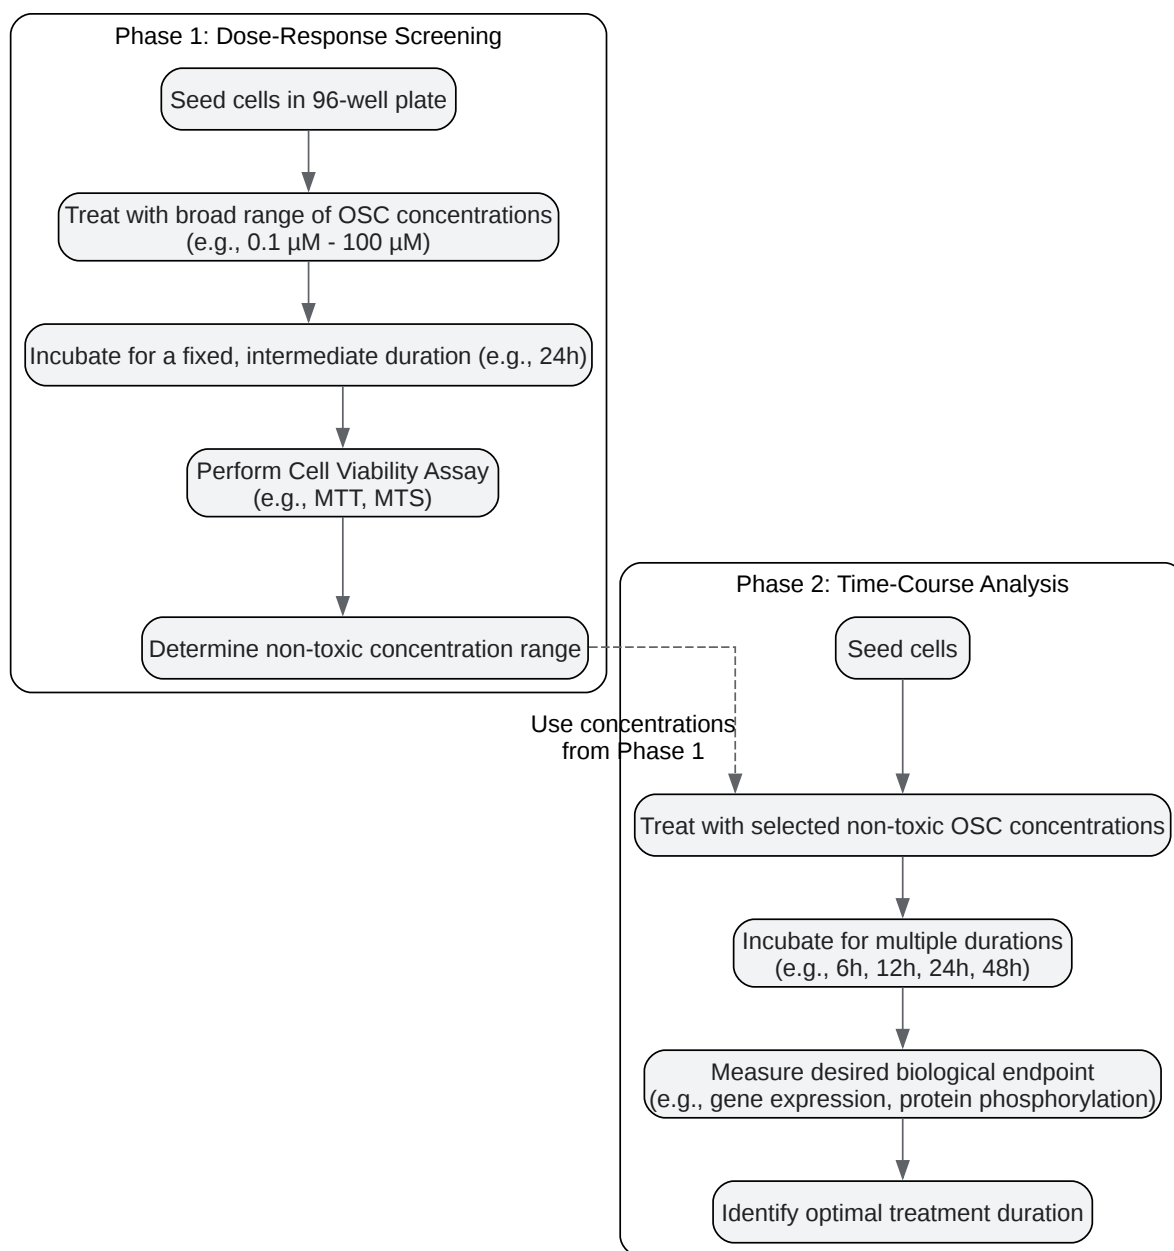 Phase 1: Dose-Response Screening
Seed cells in 96-well plate
Treat with broad range of OSC concentrations
(e.g., 0.1 µM - 100 µM)
Incubate for a fixed, intermediate duration (e.g., 24h)
Perform Cell Viability Assay
(e.g., MTT, MTS)
Determine non-toxic concentration range
Use concentrations
from Phase 1
Phase 2: Time-Course Analysis
Seed cells
Treat with selected non-toxic OSC concentrations
Incubate for multiple durations
(e.g., 6h, 12h, 24h, 48h)
Measure desired biological endpoint
(e.g., gene expression, protein phosphorylation)
Identify optimal treatment duration